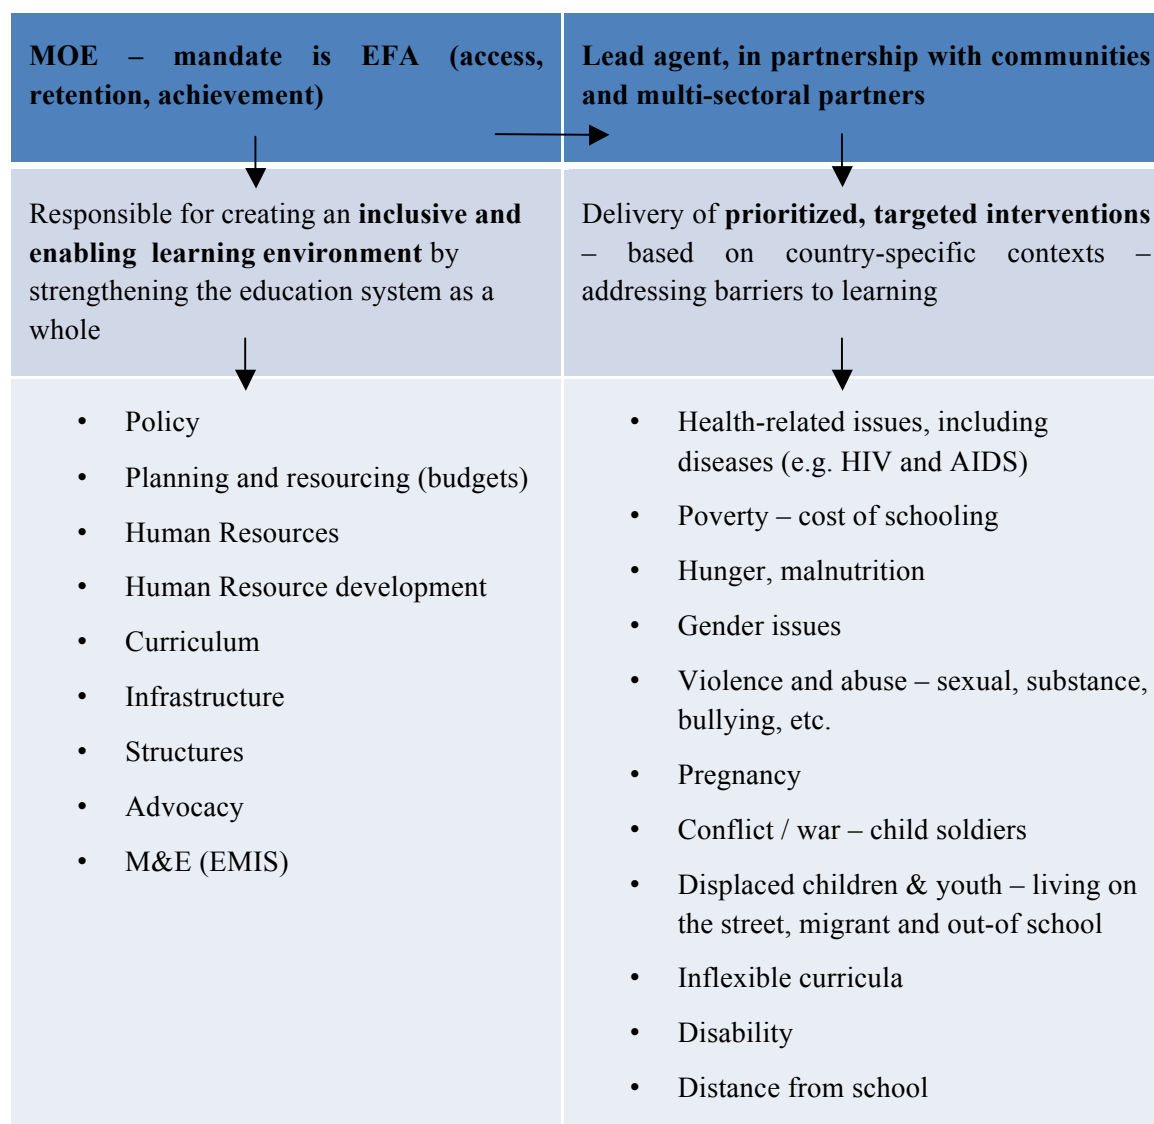 MOE – mandate is EFA (access,
retention, achievement)
Responsible for creating an inclusive and
enabling learning environment by
strengthening the education system as a
whole
• Policy
• Planning and resourcing (budgets)
• Human Resources
• Human Resource development
• Curriculum
• Infrastructure
• Structures
• Advocacy
• M&E (EMIS)
Lead agent, in partnership with communities
and multi-sectoral partners
Delivery of prioritized, targeted interventions
– based on country-specific contexts –
addressing barriers to learning
• Health-related issues, including
diseases (e.g. HIV and AIDS)
• Poverty – cost of schooling
• Hunger, malnutrition
• Gender issues
• Violence and abuse – sexual, substance,
bullying, etc.
• Pregnancy
• Conflict / war – child soldiers
• Displaced children & youth – living on
the street, migrant and out-of school
• Inflexible curricula
• Disability
• Distance from school